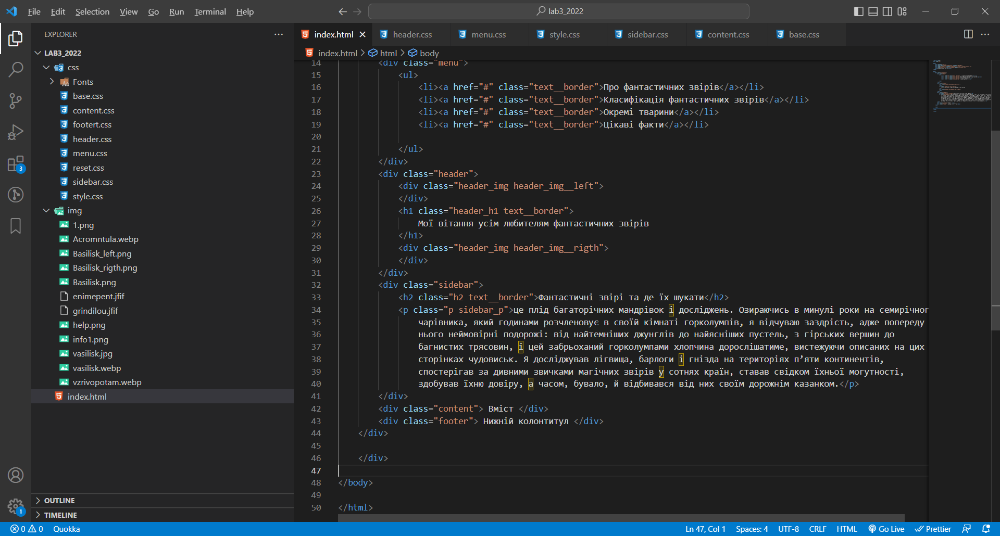 File Edit Selection View Go Run Terminal Help
lab3_2022
EXPLORER
LAB3_2022
css
Fonts
base.css
content.css
footert.css
header.css
menu.css
reset.css
sidebar.css
style.css
img
1.png
Acromntula.webp
Basilisk_left.png
Basilisk_rigth.png
Basilisk.png
enimepent.jfif
grindilou.jfif
help.png
info1.png
vasilisk.jpg
vasilisk.webp
vzrivopotam.webp
index.html
OUTLINE
TIMELINE
3
1
index.html header.css menu.css style.css sidebar.css content.css base.css
index.html > html > body
14 <div class="menu">
15 <ul>
16 <li><a href="#" class="text__border">Про фантастичних звірів</a></li>
17 <li><a href="#" class="text__border">Класифікація фантастичних звірів</a></li>
18 <li><a href="#" class="text__border">Окремі тварини</a></li>
19 <li><a href="#" class="text__border">Цікаві факти</a></li>
20
21 </ul>
22 </div>
23 <div class="header">
24 <div class="header_img header_img__left">
25 </div>
26 <h1 class="header_h1 text__border">
27 Мої вітання усім любителям фантастичних звірів
28 </h1>
29 <div class="header_img header_img__rigth">
30 </div>
31 </div>
32 <div class="sidebar">
33 <h2 class="h2 text__border">Фантастичні звірі та де їх шукати</h2>
34 <p class="p sidebar_p">це плід багаторічних мандрівок і досліджень. Озираючись в минулі роки на семирічног
35 чарівника, який годинами розчленовує в своїй кімнаті горколумпів, я відчуваю заздрість, адже попереду
36 нього неймовірні подорожі: від найтемніших джунглів до найясніших пустель, з гірських вершин до
37 багнистих трясовин, і цей забрьоханий горколумпами хлопчина дорослішатиме, вистежуючи описаних на цих
38 сторінках чудовиськ. Я досліджував лігвища, барлоги і гнізда на територіях п’яти континентів,
39 спостерігав за дивними звичками магічних звірів у сотнях країн, ставав свідком їхньої могутності,
40 здобував їхню довіру, а часом, бувало, й відбивався від них своїм дорожнім казанком.</p>
41 </div>
42 <div class="content"> Вміст </div>
43 <div class="footer"> Нижній колонтитул </div>
44 </div>
45
46 </div>
47
48 </body>
49
50 </html>
0 0 Quokka Ln 47, Col 1 Spaces: 4 UTF-8 CRLF HTML Go Live Prettier